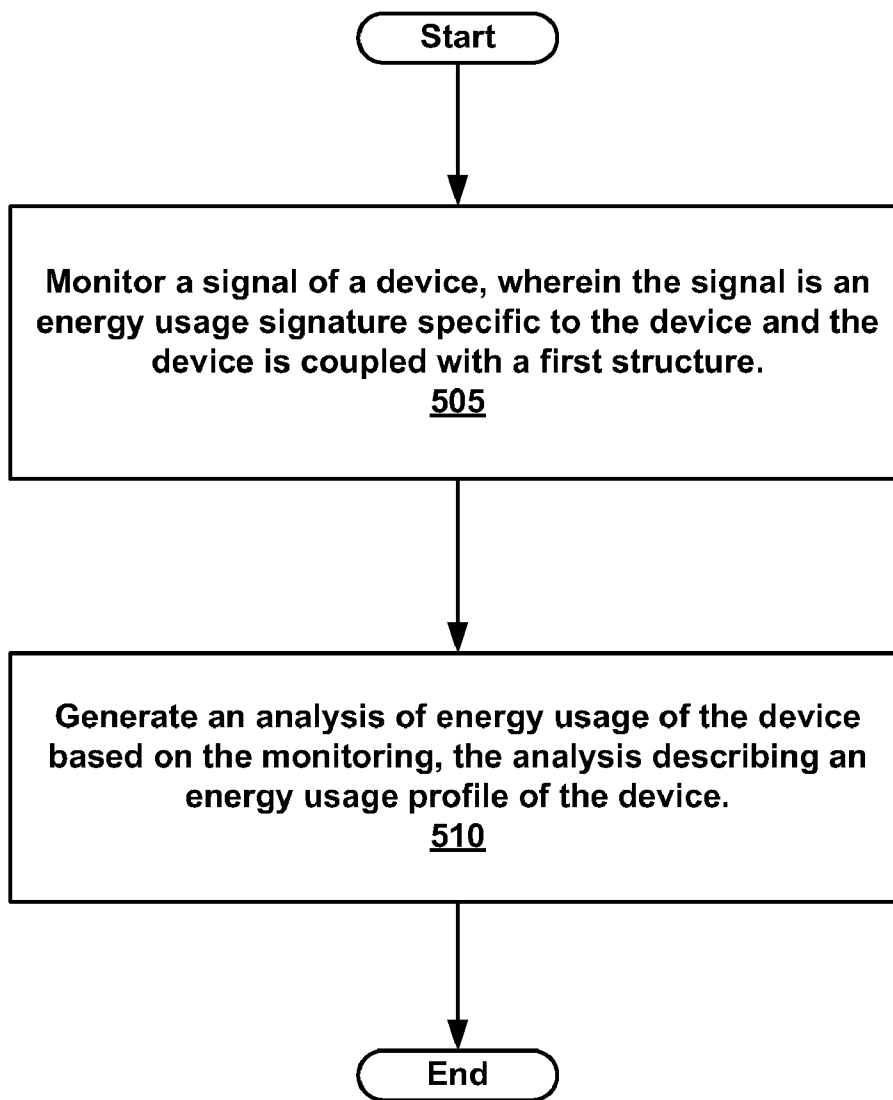 Start
Monitor a signal of a device, wherein the signal is an
energy usage signature specific to the device and the
device is coupled with a first structure.
505
Generate an analysis of energy usage of the device
based on the monitoring, the analysis describing an
energy usage profile of the device.
510
End